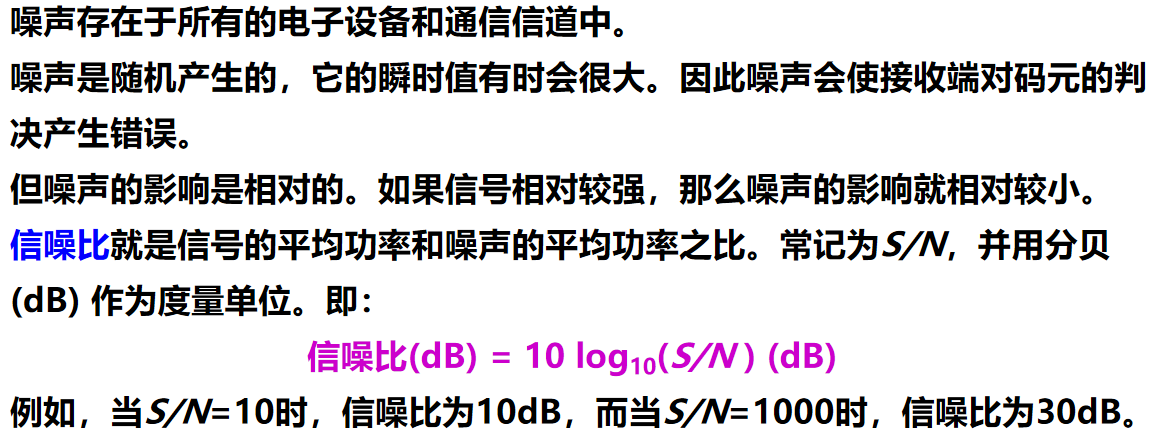 噪声存在于所有的电子设备和通信信道中。
噪声是随机产生的，它的瞬时值有时会很大。因此噪声会使接收端对码元的判
决产生错误。
但噪声的影响是相对的。如果信号相对较强，那么噪声的影响就相对较小。
信噪比就是信号的平均功率和噪声的平均功率之比。常记为S/N，并用分贝
(dB) 作为度量单位。即：
信噪比(dB) = 10 log₁₀(S/N ) (dB)
例如，当S/N=10时，信噪比为10dB，而当S/N=1000时，信噪比为30dB。